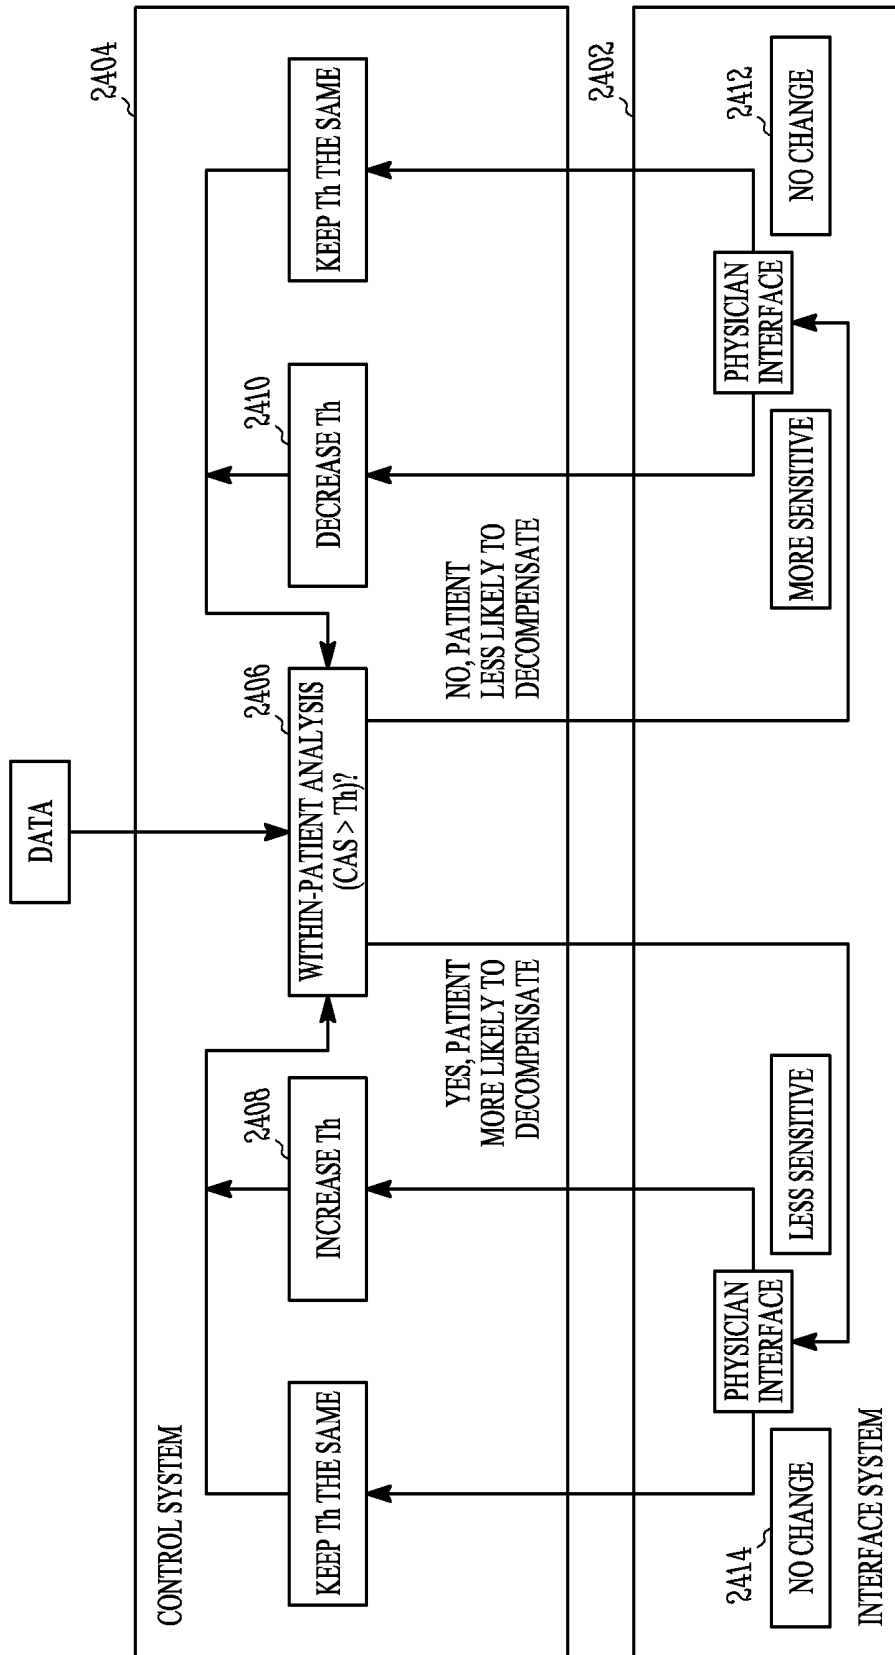 DATA
2404
CONTROL SYSTEM
KEEP Th THE SAME
2408
INCREASE Th
2406
WITHIN-PATIENT ANALYSIS
(CAS > Th)?
2410
DECREASE Th
KEEP Th THE SAME
YES, PATIENT
MORE LIKELY TO
DECOMPENSATE
NO, PATIENT
LESS LIKELY TO
DECOMPENSATE
2402
2414
NO CHANGE
PHYSICIAN
INTERFACE
LESS SENSITIVE
MORE SENSITIVE
PHYSICIAN
INTERFACE
2412
NO CHANGE
INTERFACE SYSTEM